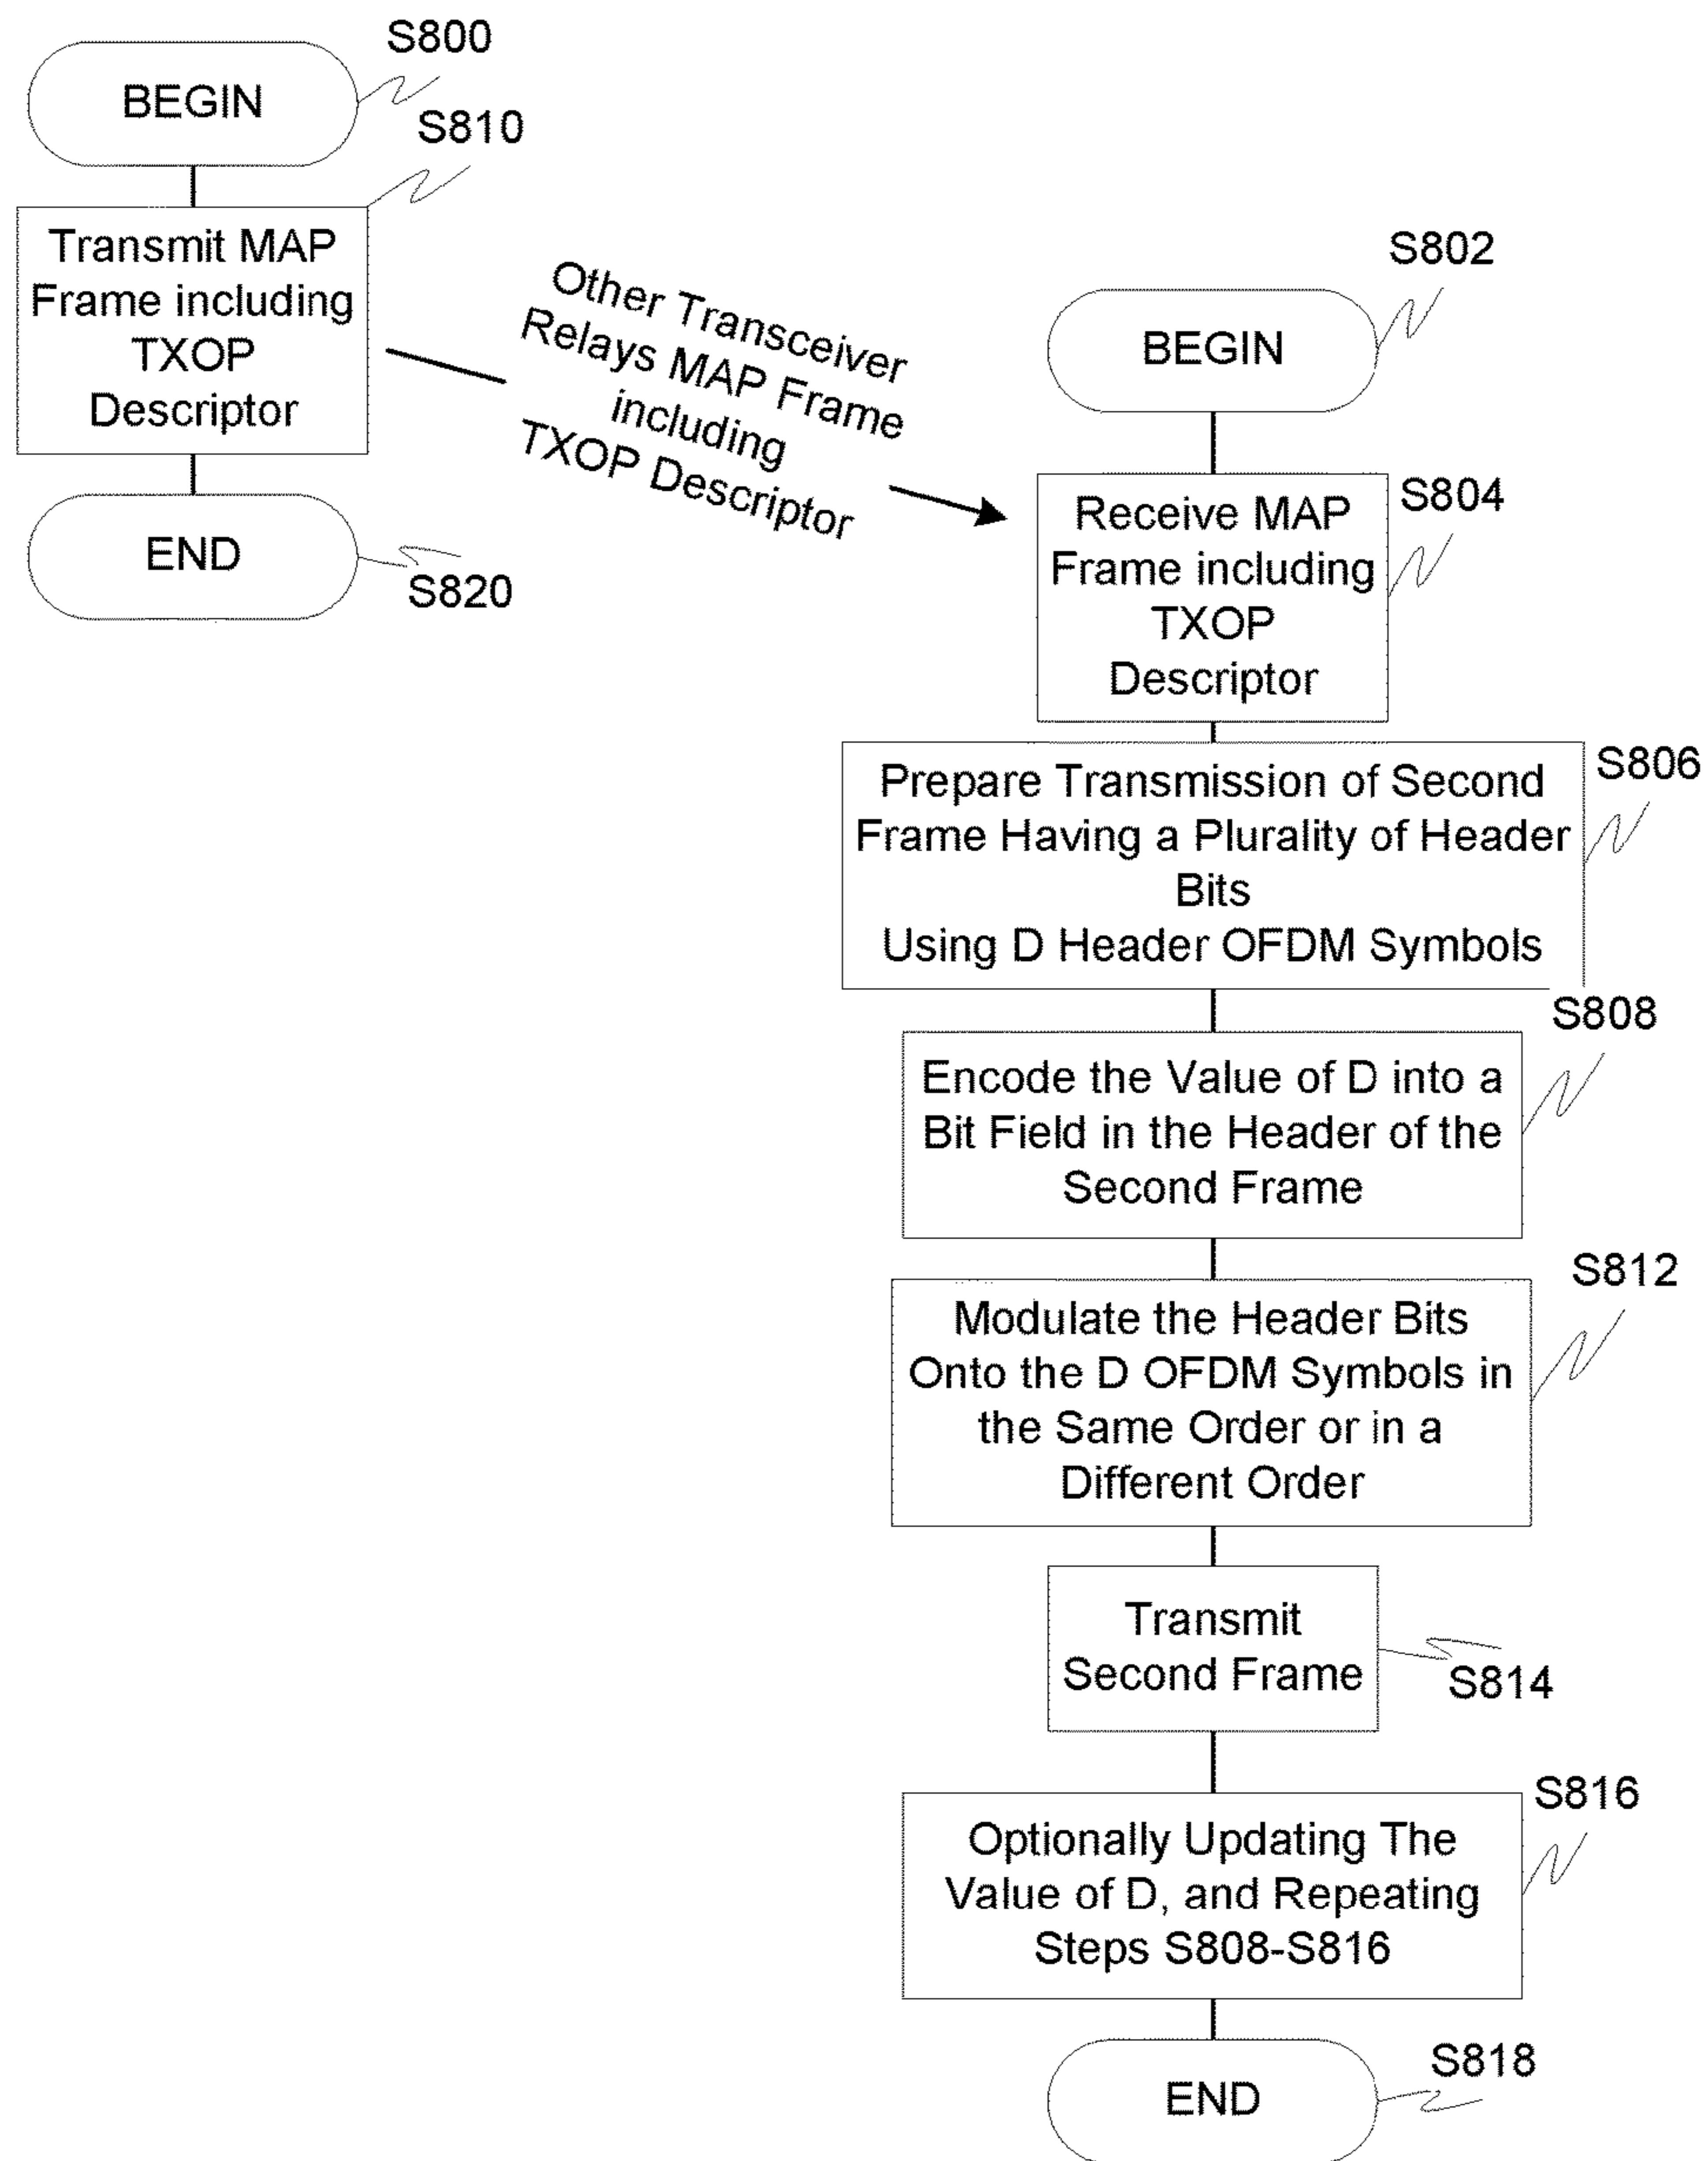 S800
BEGIN
S810
Transmit MAP
Frame including
TXOP
Descriptor
END
S820
Other Transceiver
Relays MAP Frame
including
TXOP Descriptor
S802
BEGIN
S804
Receive MAP
Frame including
TXOP
Descriptor
S806
Prepare Transmission of Second
Frame Having a Plurality of Header
Bits
Using D Header OFDM Symbols
S808
Encode the Value of D into a
Bit Field in the Header of the
Second Frame
S812
Modulate the Header Bits
Onto the D OFDM Symbols in
the Same Order or in a
Different Order
Transmit
Second Frame
S814
S816
Optionally Updating The
Value of D, and Repeating
Steps S808-S816
S818
END